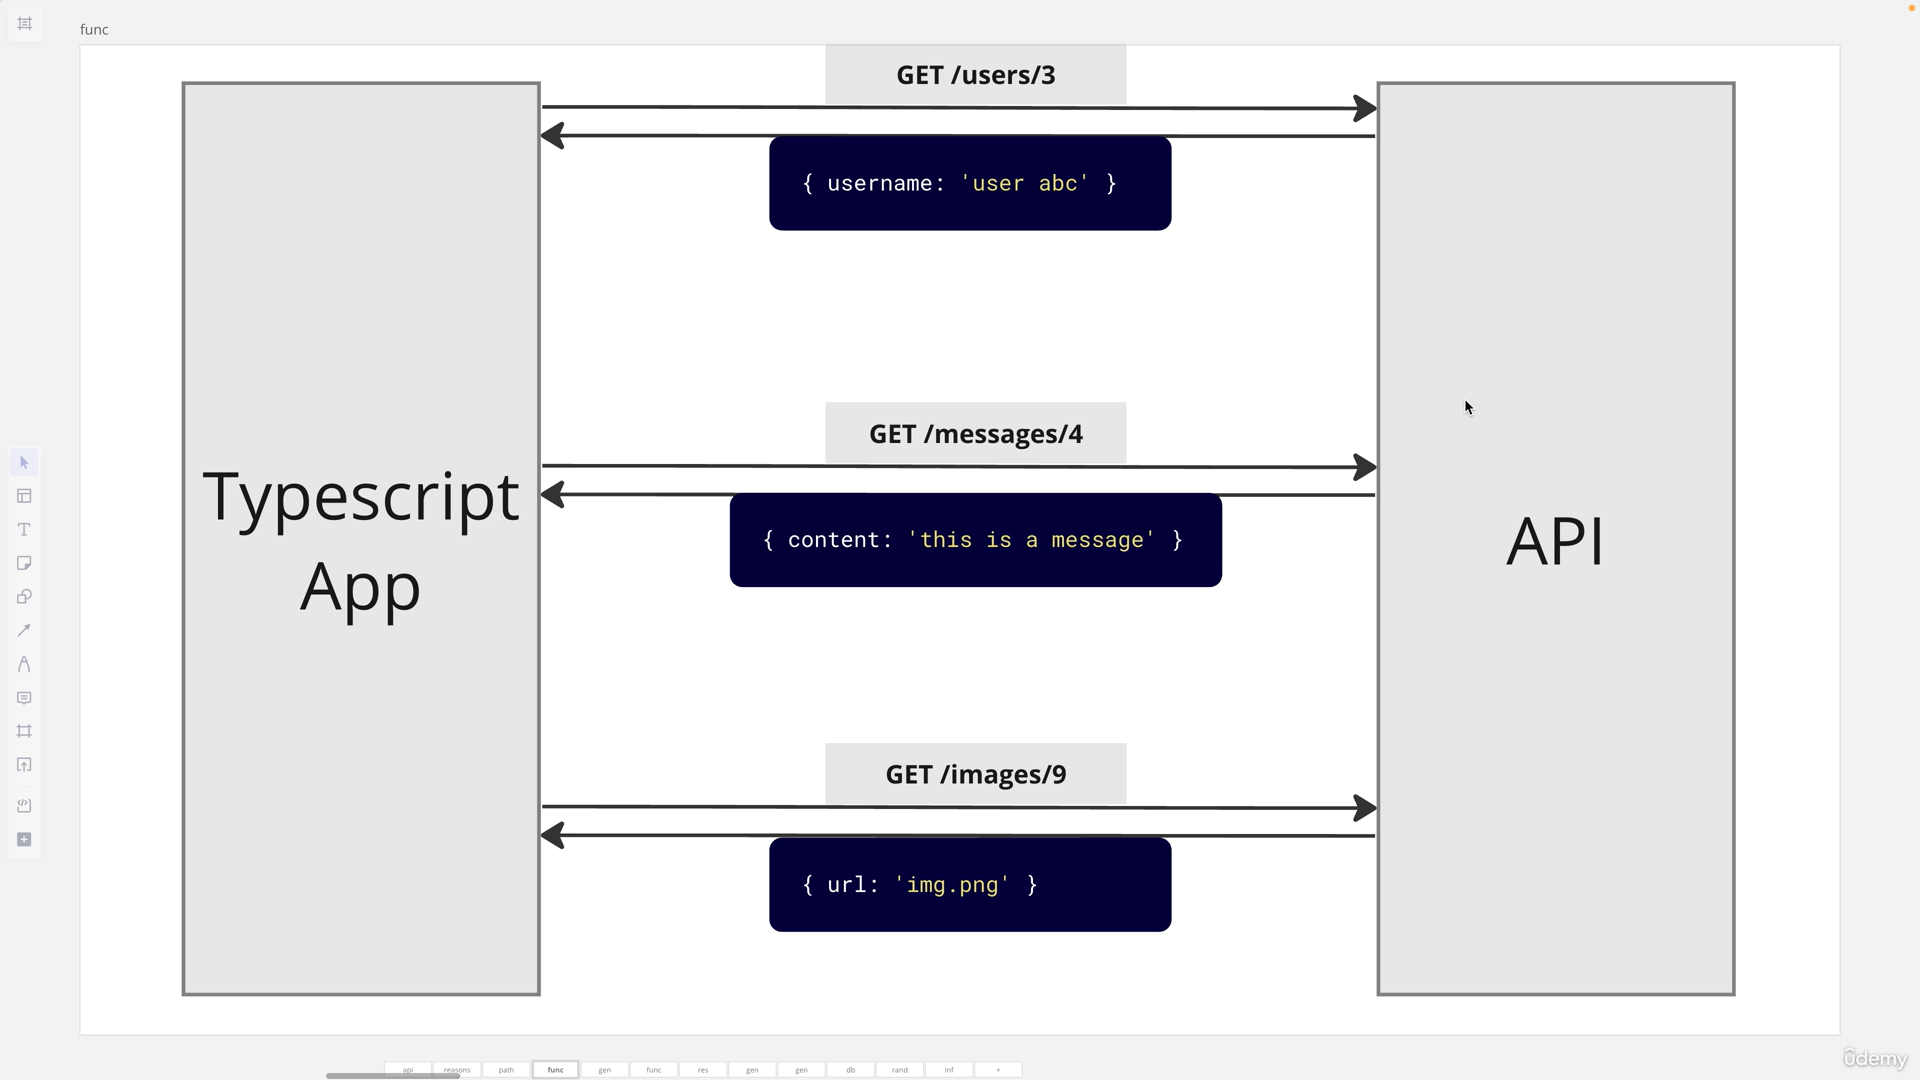 func
GET /users/3
{ username: 'user abc' }
GET /messages/4
{ content: 'this is a message' }
Typescript
App
API
GET /images/9
{ url: 'img.png' }
api reasons path func gen func res gen gen db rand inf +
ûdemy